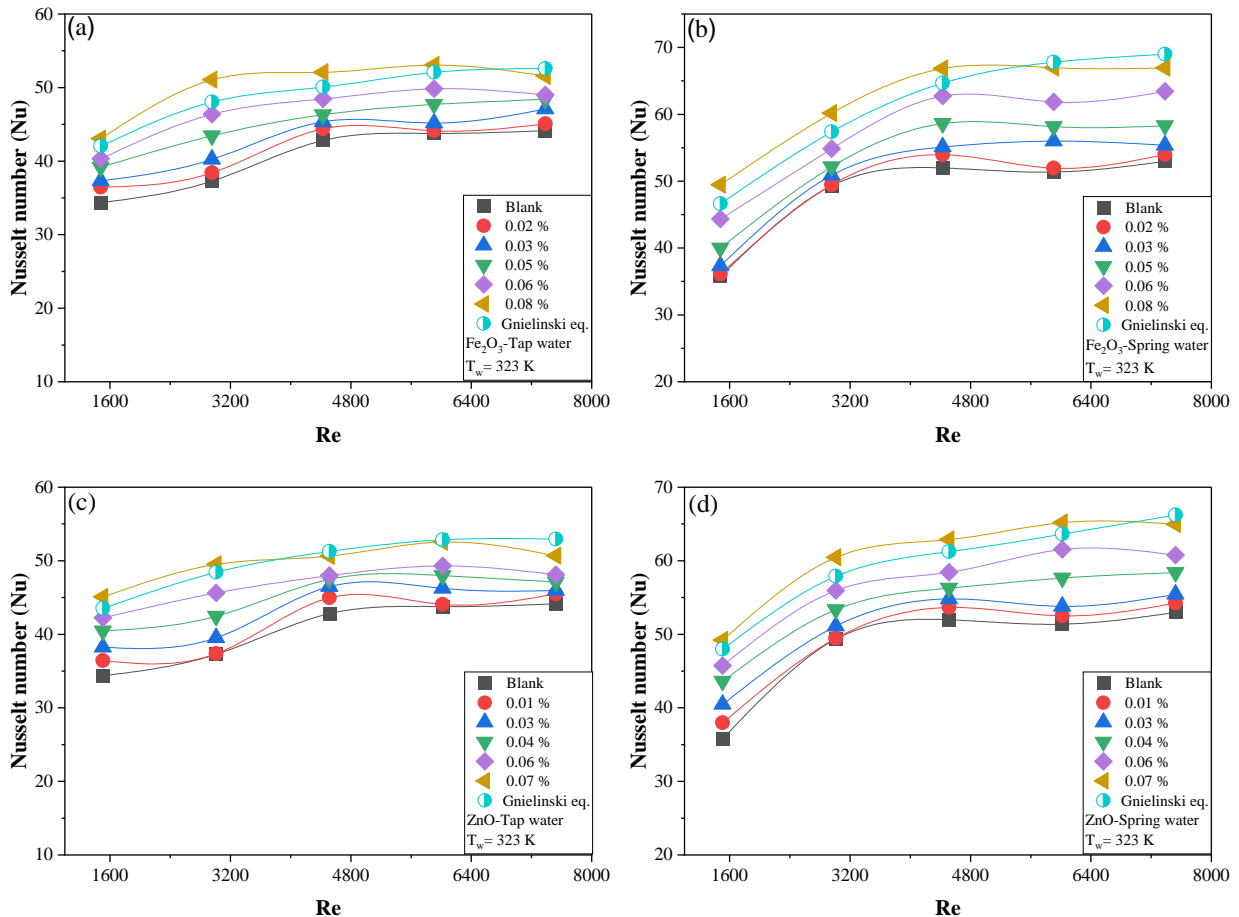 (a)
Nusselt number (Nu)
60
50
40
30
20
10
1600
3200
4800
6400
8000
Re
Blank
0.02 %
0.03 %
0.05 %
0.06 %
0.08 %
Gnielinski eq.
Fe₂O₃-Tap water
T_w= 323 K
(b)
Nusselt number (Nu)
70
60
50
40
30
20
1600
3200
4800
6400
8000
Re
Blank
0.02 %
0.03 %
0.05 %
0.06 %
0.08 %
Gnielinski eq.
Fe₂O₃-Spring water
T_w= 323 K
(c)
Nusselt number (Nu)
60
50
40
30
20
10
1600
3200
4800
6400
8000
Re
Blank
0.01 %
0.03 %
0.04 %
0.06 %
0.07 %
Gnielinski eq.
ZnO-Tap water
T_w= 323 K
(d)
Nusselt number (Nu)
70
60
50
40
30
20
1600
3200
4800
6400
8000
Re
Blank
0.01 %
0.03 %
0.04 %
0.06 %
0.07 %
Gnielinski eq.
ZnO-Spring water
T_w= 323 K